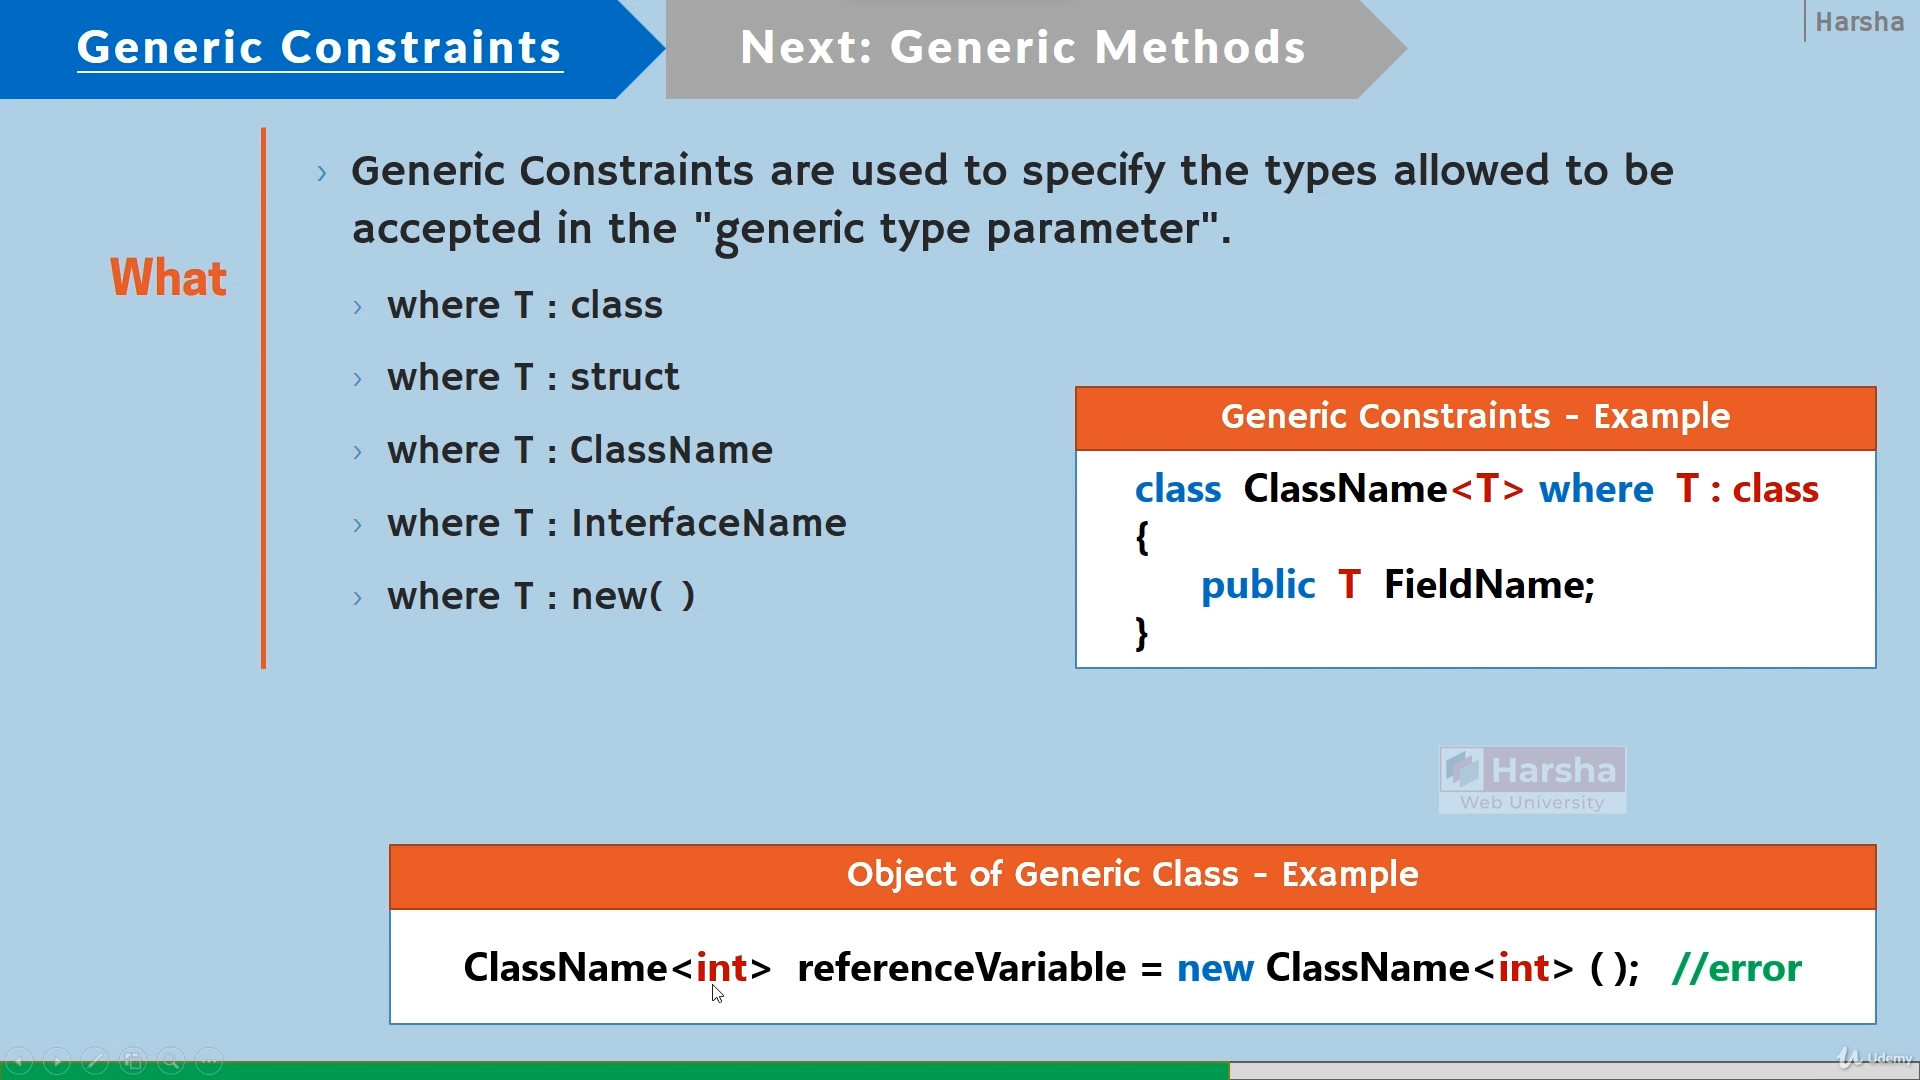 Generic Constraints
Next: Generic Methods
Harsha
What
› Generic Constraints are used to specify the types allowed to be
accepted in the "generic type parameter".
› where T : class
› where T : struct
› where T : ClassName
› where T : InterfaceName
› where T : new( )
Generic Constraints - Example
class ClassName<T> where T : class
{
public T FieldName;
}
Harsha
Web University
Object of Generic Class - Example
ClassName<int> referenceVariable = new ClassName<int> ( ); //error
Udemy